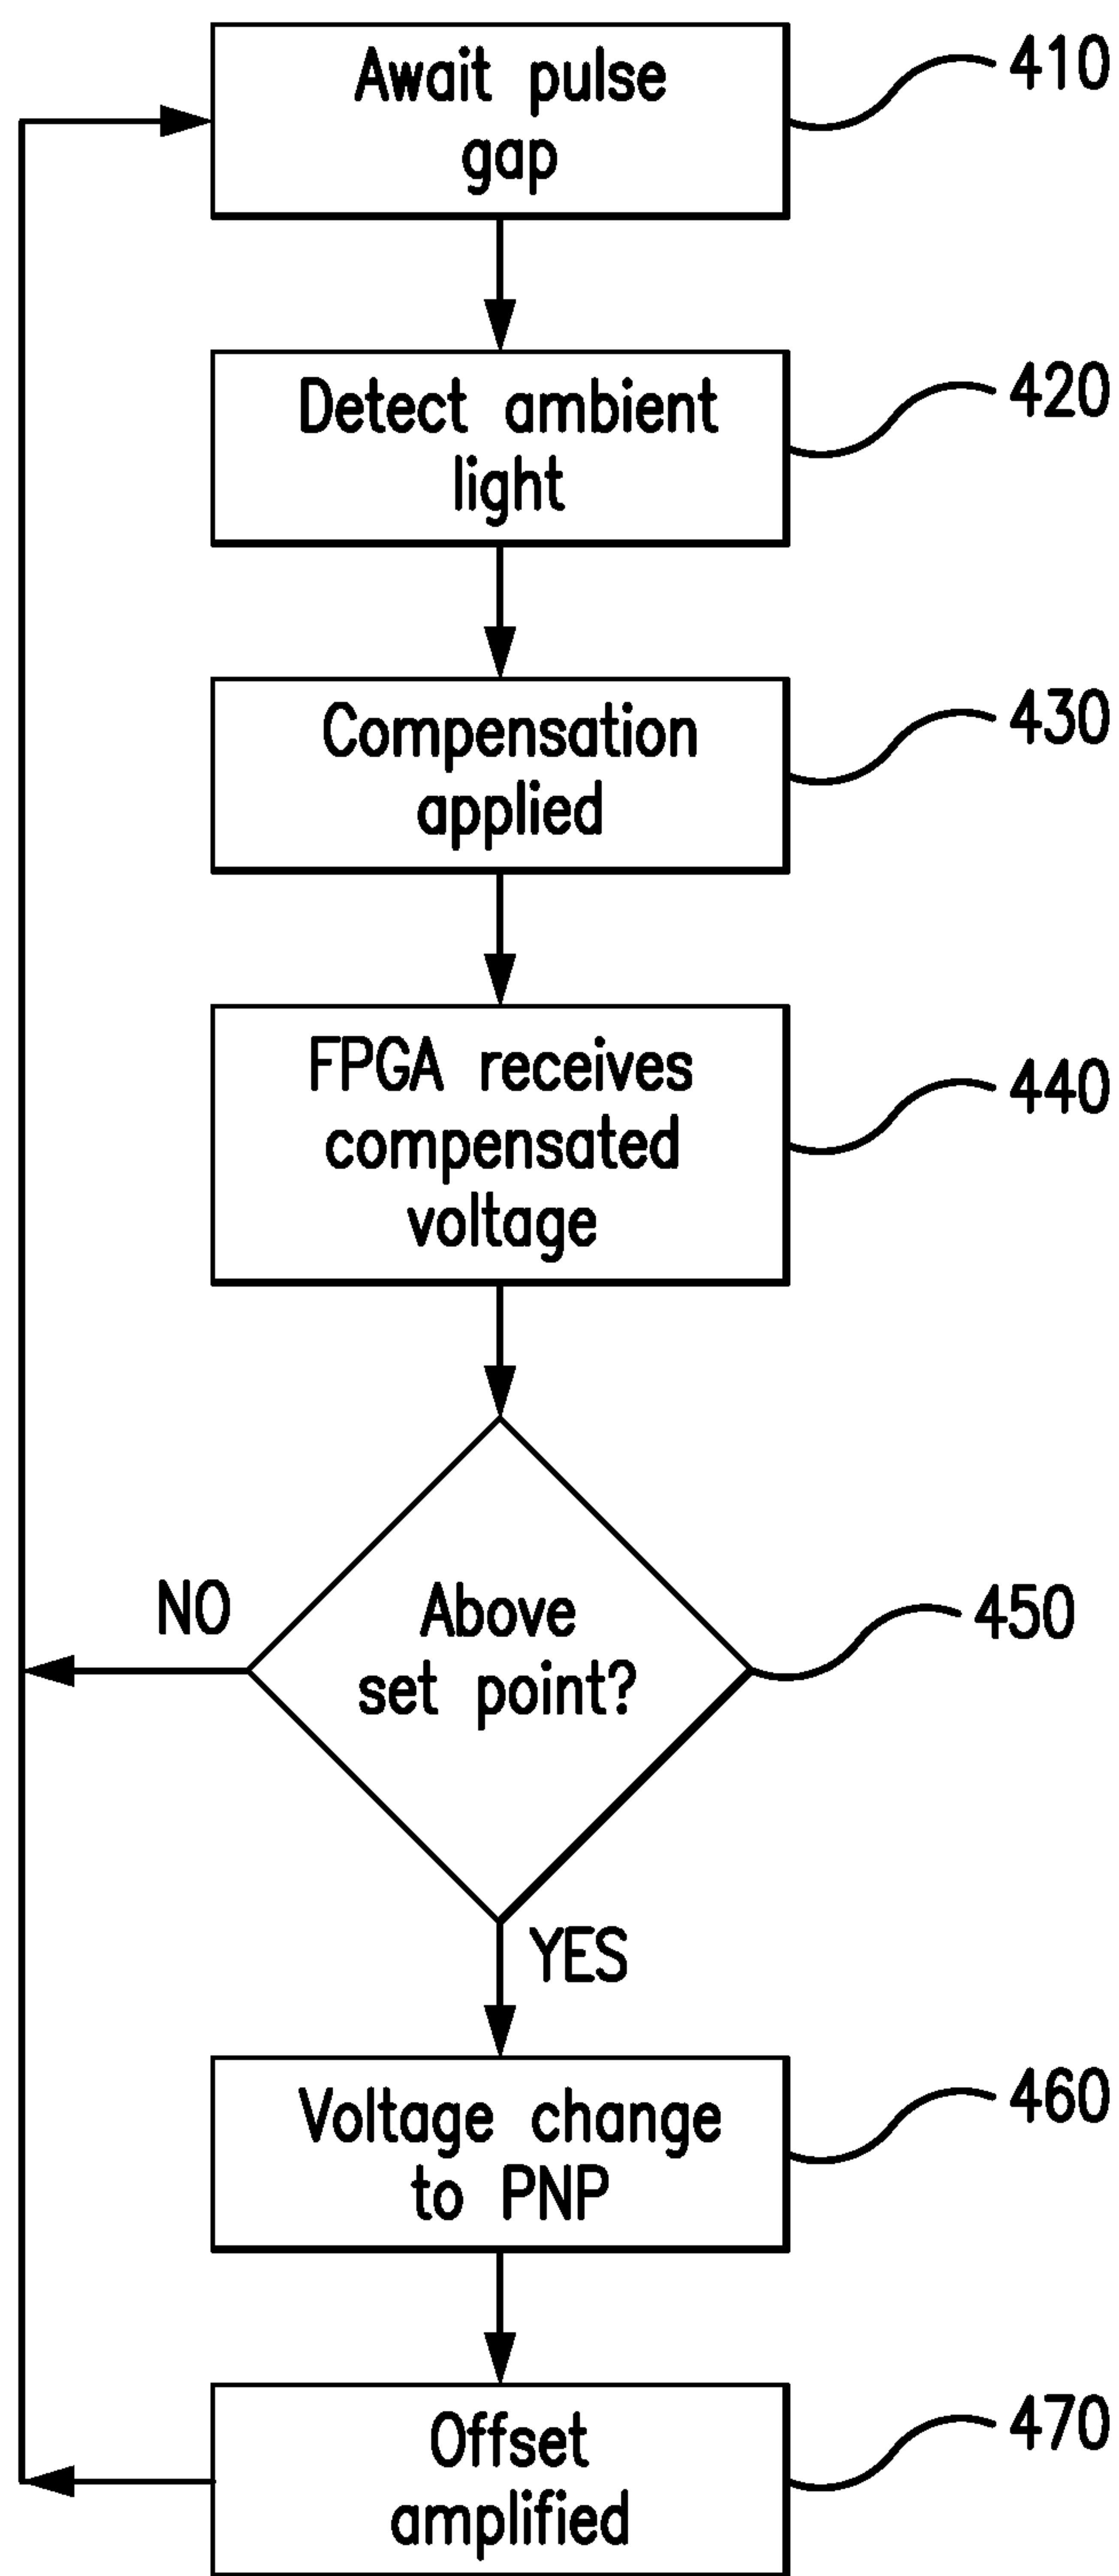 Await pulse
gap
410
Detect ambient
light
420
Compensation
applied
430
FPGA receives
compensated
voltage
440
NO
Above
set point?
450
YES
Voltage change
to PNP
460
Offset
amplified
470